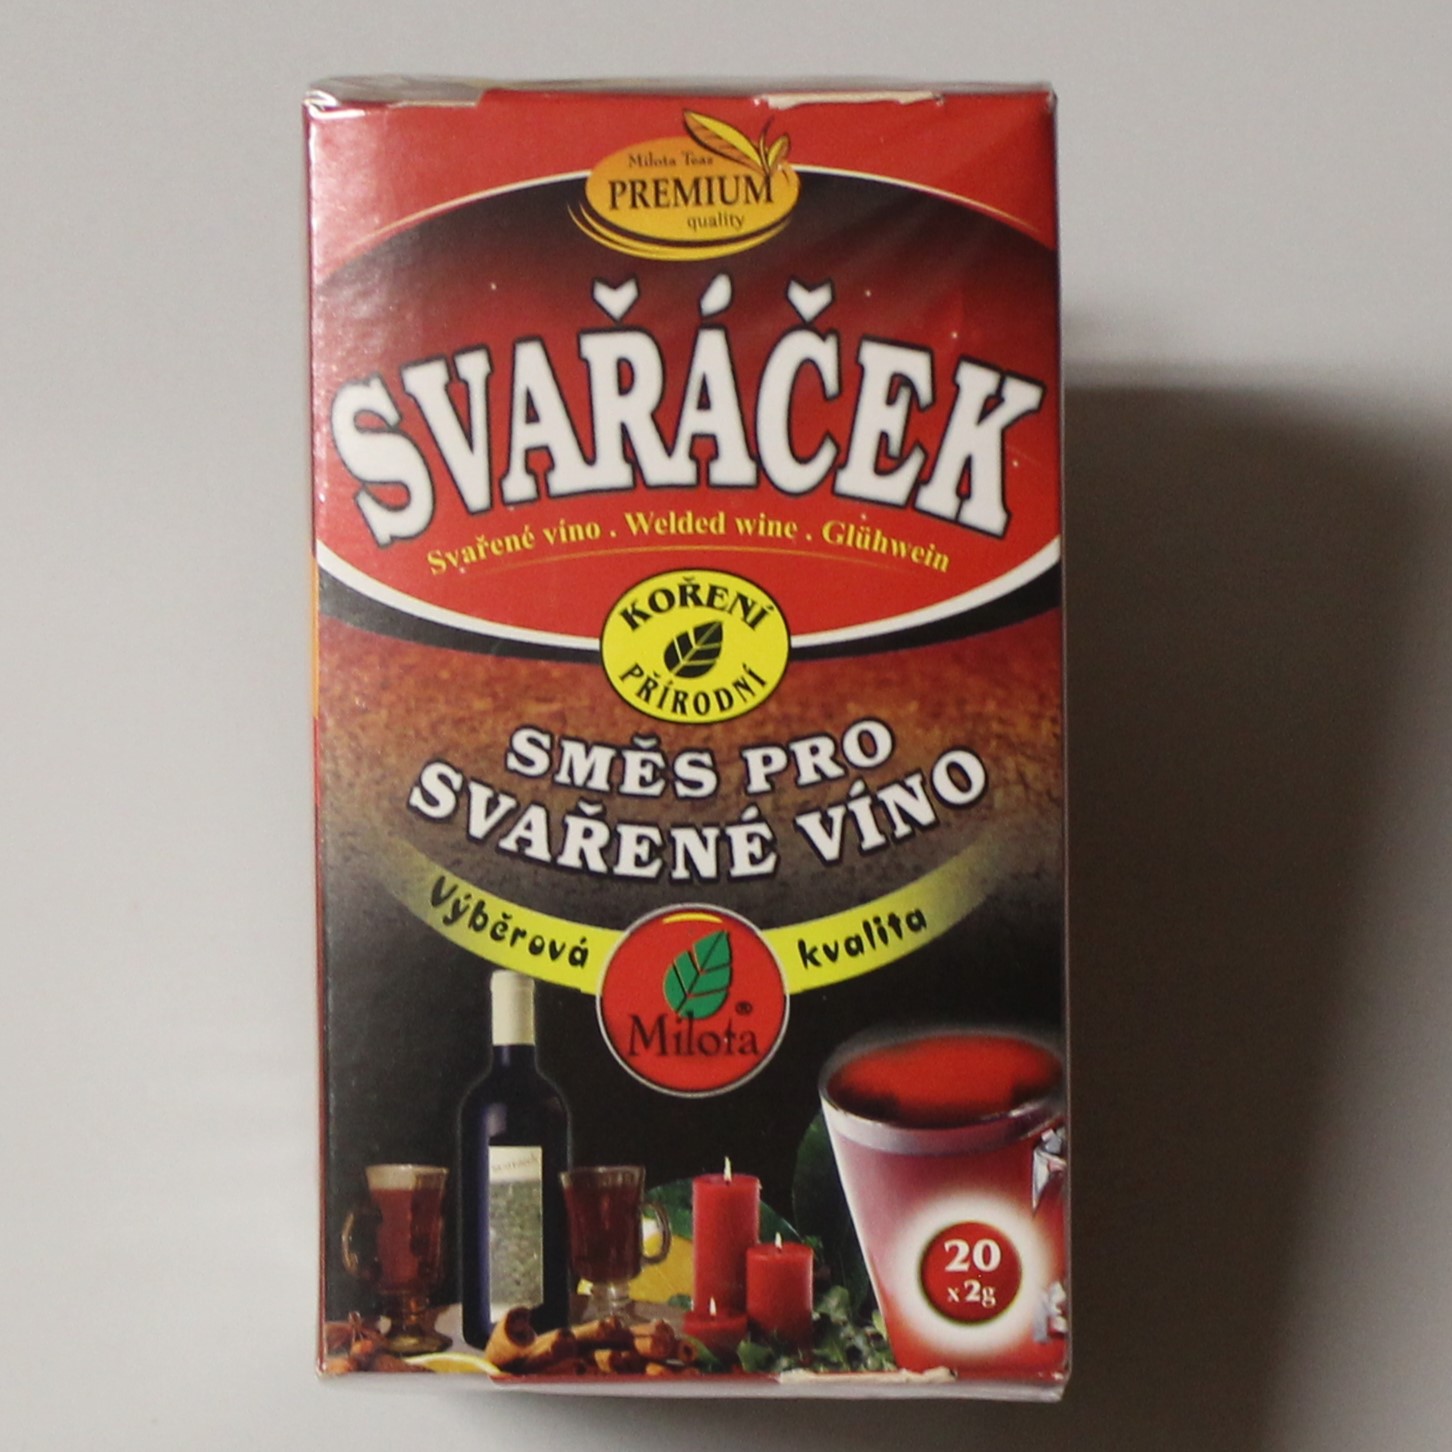 Milota Teas
PREMIUM
quality
SVAŘÁČEK
Svařené víno . Welded wine . Glühwein
KOŘENÍ
PŘÍRODNÍ
SMĚS PRO
SVAŘENÉ VÍNO
Výběrová kvalita
Milota®
20
x 2g